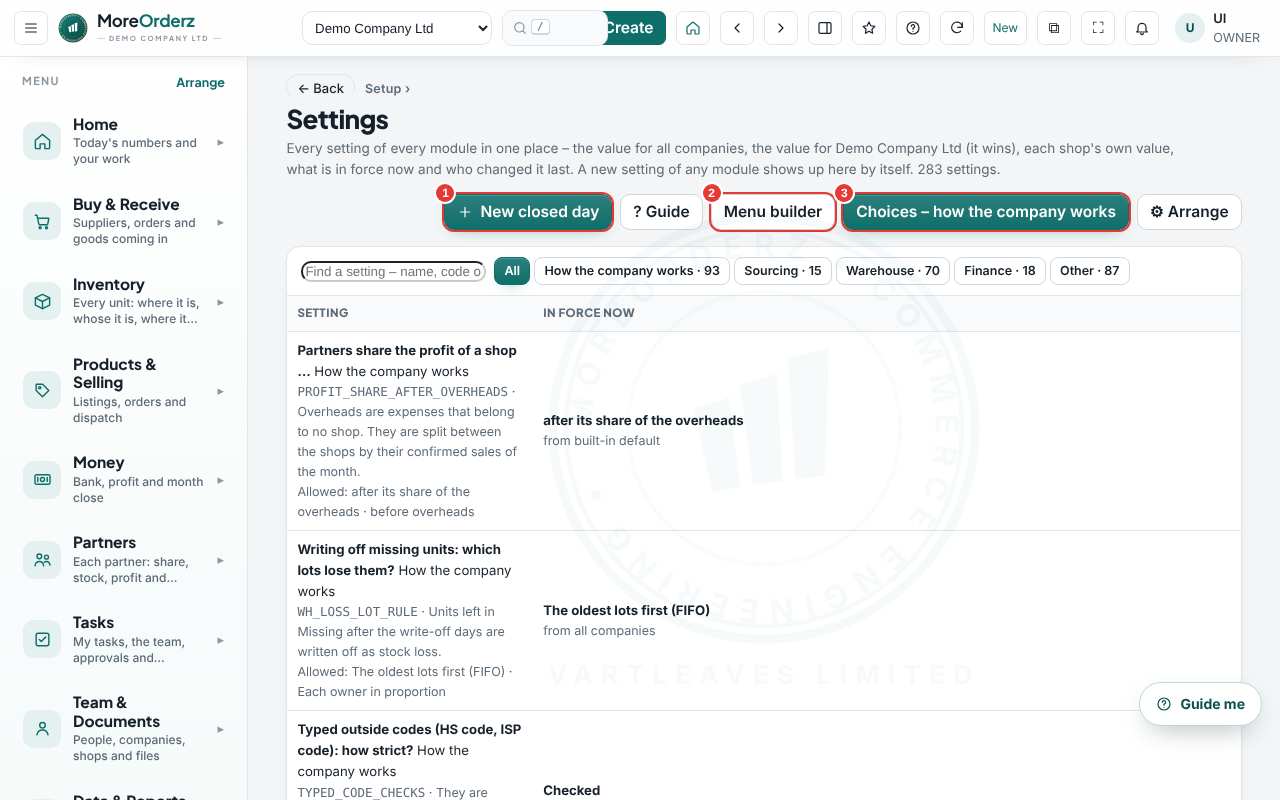 MoreOrderz
— DEMO COMPANY LTD —
Demo Company Ltd
/
Create
New
U
UI
OWNER
MENU
Arrange
Home
Today's numbers and
your work
Buy & Receive
Suppliers, orders and
goods coming in
Inventory
Every unit: where it is,
whose it is, where it...
Products &
Selling
Listings, orders and
dispatch
Money
Bank, profit and month
close
Partners
Each partner: share,
stock, profit and...
Tasks
My tasks, the team,
approvals and...
Team &
Documents
People, companies,
shops and files
Data & Reports
← Back
Setup ›
Settings
Every setting of every module in one place – the value for all companies, the value for Demo Company Ltd (it wins), each shop's own value,
what is in force now and who changed it last. A new setting of any module shows up here by itself. 283 settings.
1
+ New closed day
? Guide
2
Menu builder
3
Choices – how the company works
⚙ Arrange
Find a setting – name, code o
All
How the company works · 93
Sourcing · 15
Warehouse · 70
Finance · 18
Other · 87
SETTING
IN FORCE NOW
Partners share the profit of a shop
... How the company works
PROFIT_SHARE_AFTER_OVERHEADS ·
Overheads are expenses that belong
to no shop. They are split between
the shops by their confirmed sales of
the month.
Allowed: after its share of the
overheads · before overheads
after its share of the overheads
from built-in default
Writing off missing units: which
lots lose them? How the company
works
WH_LOSS_LOT_RULE · Units left in
Missing after the write-off days are
written off as stock loss.
Allowed: The oldest lots first (FIFO) ·
Each owner in proportion
The oldest lots first (FIFO)
from all companies
Typed outside codes (HS code, ISP
code): how strict? How the
company works
TYPED_CODE_CHECKS · They are
Checked
MOREORDERZ COMMERCE ENGINEERING
VARTLEAVES LIMITED
Guide me